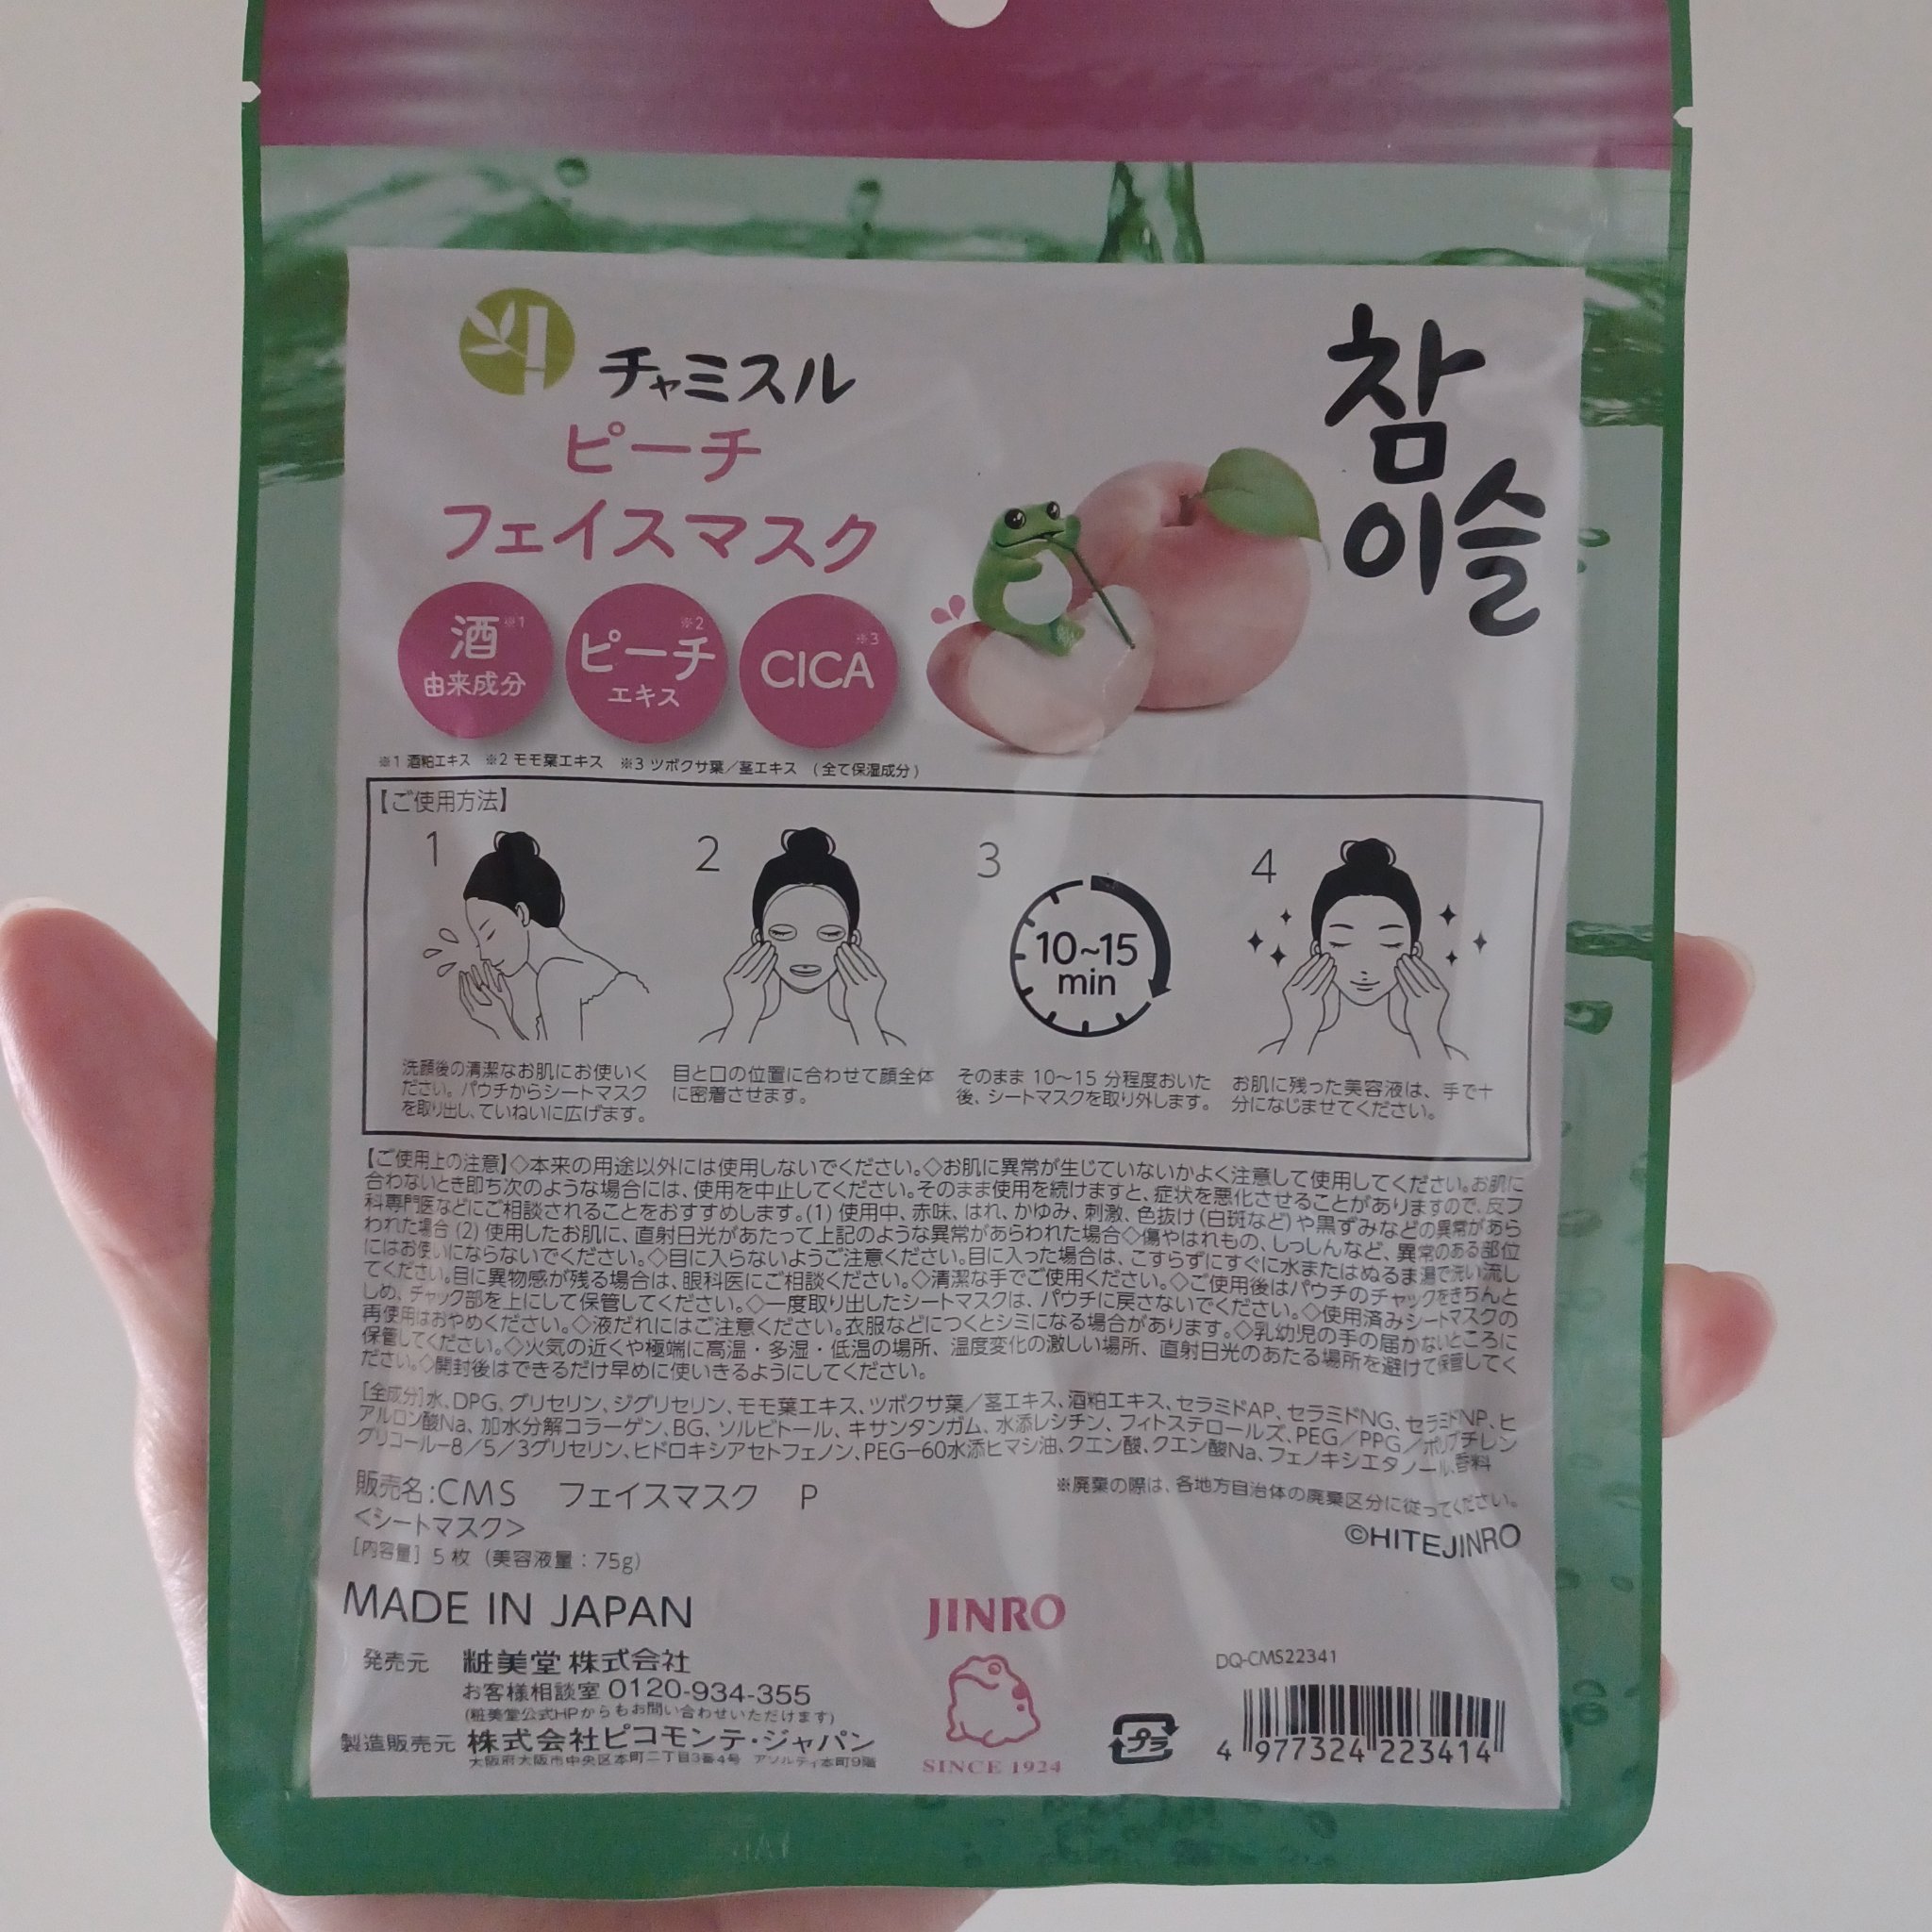 チャミスル
ピーチ
フェイスマスク
참
이슬
酒※1
由来成分
ピーチ※2
エキス
CICA※3
※1 酒粕エキス ※2 モモ葉エキス ※3 ツボクサ葉／茎エキス （全て保湿成分）
【ご使用方法】
1
洗顔後の清潔なお肌にお使いく
ださい。パウチからシートマスク
を取り出し、ていねいに広げます。
2
目と口の位置に合わせて顔全体
に密着させます。
3
10~15
min
そのまま 10～15 分程度おいた
後、シートマスクを取り外します。
4
お肌に残った美容液は、手で十
分になじませてください。
【ご使用上の注意】◇本来の用途以外には使用しないでください。◇お肌に異常が生じていないかよく注意して使用してください。お肌に
合わないとき即ち次のような場合には、使用を中止してください。そのまま使用を続けますと、症状を悪化させることがありますので、皮フ
科専門医などにご相談されることをおすすめします。(1) 使用中、赤味、はれ、かゆみ、刺激、色抜け（白斑など）や黒ずみなどの異常があら
われた場合 (2) 使用したお肌に、直射日光があたって上記のような異常があらわれた場合◇傷やはれもの、しっしんなど、異常のある部位
にはお使いにならないでください。◇目に入らないようご注意ください。目に入った場合は、こすらずにすぐに水またはぬるま湯で洗い流し
てください。目に異物感が残る場合は、眼科医にご相談ください。◇清潔な手でご使用ください。◇ご使用後はパウチのチャックをきちんと
しめ、チャック部を上にして保管してください。◇一度取り出したシートマスクは、パウチに戻さないでください。◇使用済みシートマスクの
再使用はおやめください。◇液だれにはご注意ください。衣服などにつくとシミになる場合があります。◇乳幼児の手の届かないところに
保管してください。◇火気の近くや極端に高温・多湿・低温の場所、温度変化の激しい場所、直射日光のあたる場所を避けて保管してく
ださい。◇開封後はできるだけ早めに使いきるようにしてください。
［全成分］水、DPG、グリセリン、ジグリセリン、モモ葉エキス、ツボクサ葉／茎エキス、酒粕エキス、セラミドAP、セラミドNG、セラミドNP、ヒ
アルロン酸Na、加水分解コラーゲン、BG、ソルビトール、キサンタンガム、水添レシチン、フィトステロールズ、PEG／PPG／ポリブチレン
グリコール－8／5／3グリセリン、ヒドロキシアセトフェノン、PEG－60水添ヒマシ油、クエン酸、クエン酸Na、フェノキシエタノール、香料
販売名:CMS フェイスマスク P
※廃棄の際は、各地方自治体の廃棄区分に従ってください。
＜シートマスク＞
［内容量］5 枚（美容液量：75g）
©HITEJINRO
MADE IN JAPAN
発売元 粧美堂 株式会社
お客様相談室 0120-934-355
（粧美堂公式HPからもお問い合わせいただけます）
製造販売元 株式会社ピコモンテ・ジャパン
大阪府大阪市中央区本町二丁目3番4号 アソルティ本町9階
JINRO
SINCE 1924
プラ
DQ-CMS22341
4 977324 223414